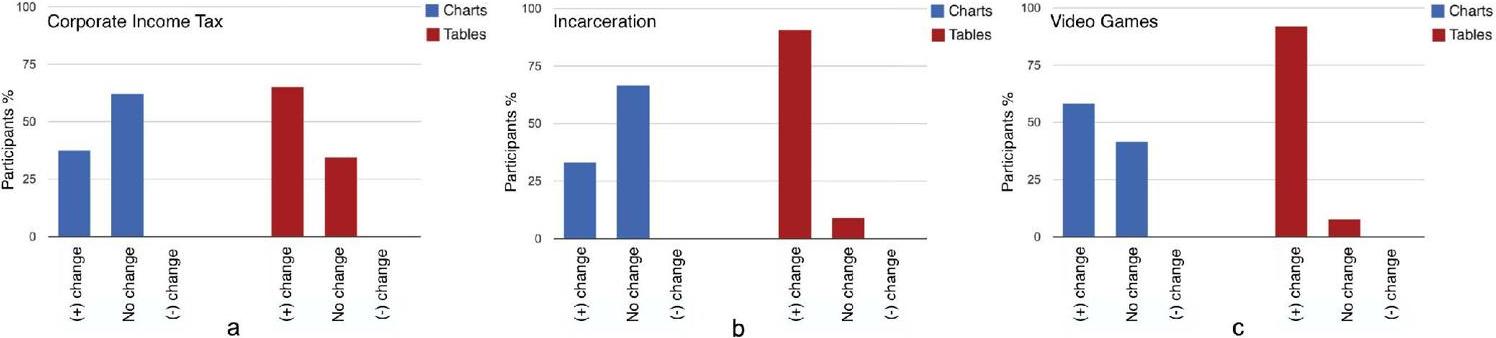 Corporate Income Tax
Charts
Tables
Participants %
100
75
50
25
0
(+) change
No change
(-) change
(+) change
No change
(-) change
a
Incarceration
Charts
Tables
Participants %
100
75
50
25
0
(+) change
No change
(-) change
(+) change
No change
(-) change
b
Video Games
Charts
Tables
Participants %
100
75
50
25
0
(+) change
No change
(-) change
(+) change
No change
(-) change
c